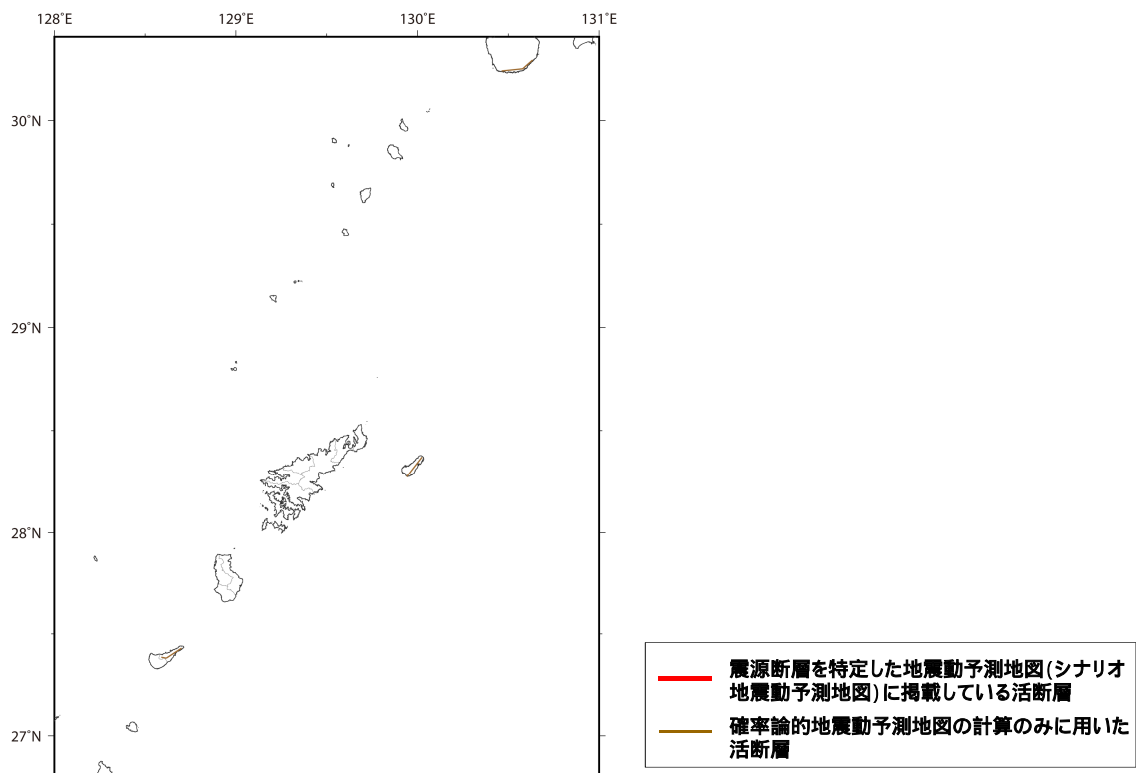 128°E 129°E 130°E 131°E
30°N
29°N
28°N
27°N
震源断層を特定した地震動予測地図(シナリオ
地震動予測地図)に掲載している活断層
確率論的地震動予測地図の計算のみに用いた
活断層